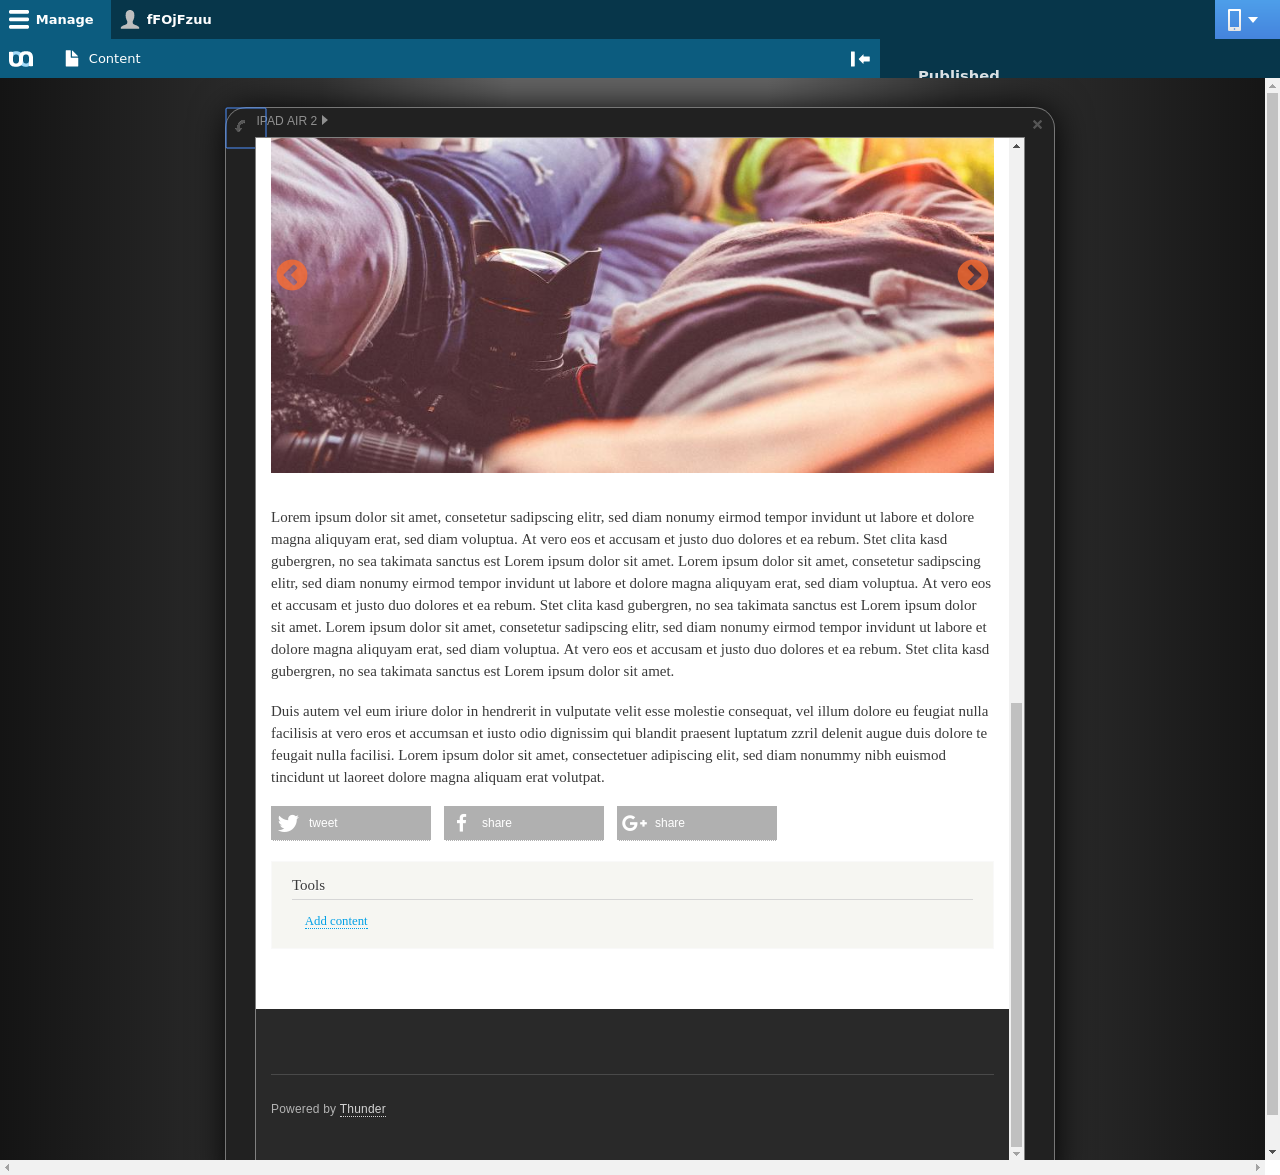 Manage
fFOjFzuu
Content
Published
IPAD AIR 2
Lorem ipsum dolor sit amet, consetetur sadipscing elitr, sed diam nonumy eirmod tempor invidunt ut labore et dolore
magna aliquyam erat, sed diam voluptua. At vero eos et accusam et justo duo dolores et ea rebum. Stet clita kasd
gubergren, no sea takimata sanctus est Lorem ipsum dolor sit amet. Lorem ipsum dolor sit amet, consetetur sadipscing
elitr, sed diam nonumy eirmod tempor invidunt ut labore et dolore magna aliquyam erat, sed diam voluptua. At vero eos
et accusam et justo duo dolores et ea rebum. Stet clita kasd gubergren, no sea takimata sanctus est Lorem ipsum dolor
sit amet. Lorem ipsum dolor sit amet, consetetur sadipscing elitr, sed diam nonumy eirmod tempor invidunt ut labore et
dolore magna aliquyam erat, sed diam voluptua. At vero eos et accusam et justo duo dolores et ea rebum. Stet clita kasd
gubergren, no sea takimata sanctus est Lorem ipsum dolor sit amet.
Duis autem vel eum iriure dolor in hendrerit in vulputate velit esse molestie consequat, vel illum dolore eu feugiat nulla
facilisis at vero eros et accumsan et iusto odio dignissim qui blandit praesent luptatum zzril delenit augue duis dolore te
feugait nulla facilisi. Lorem ipsum dolor sit amet, consectetuer adipiscing elit, sed diam nonummy nibh euismod
tincidunt ut laoreet dolore magna aliquam erat volutpat.
tweet
share
share
Tools
Add content
Powered by Thunder